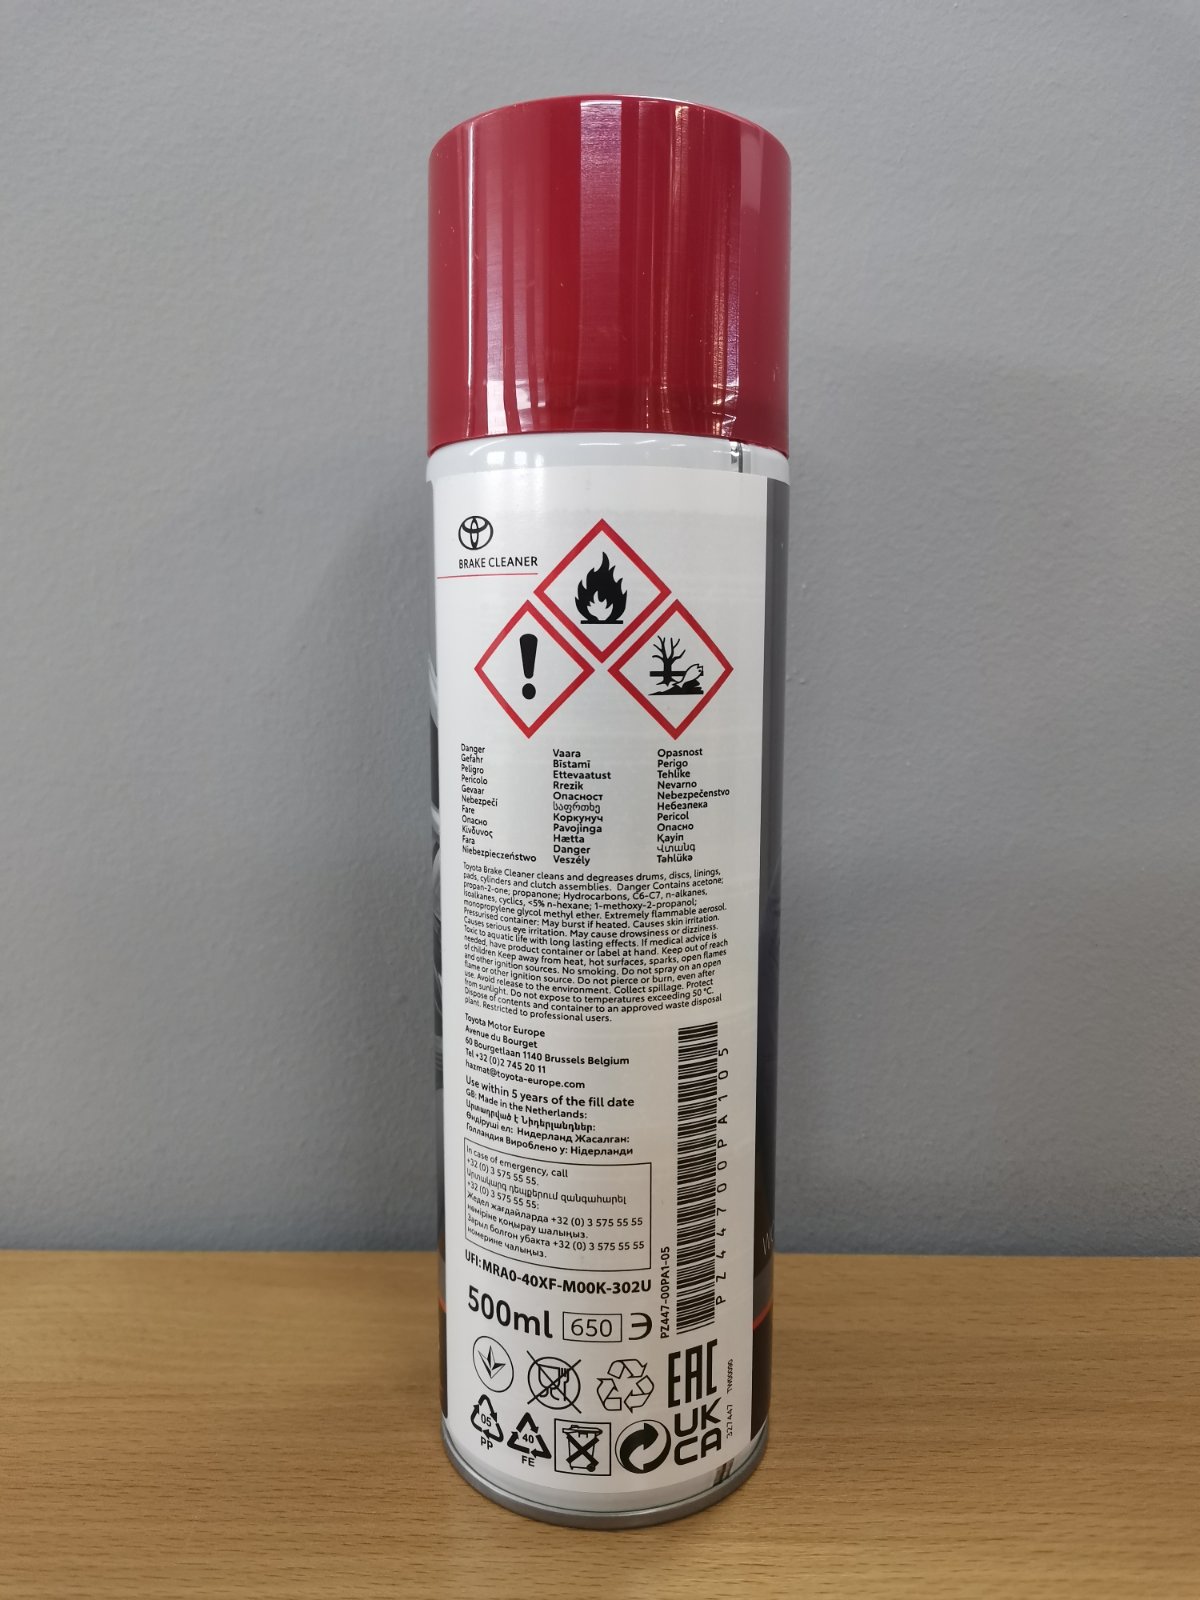 BRAKE CLEANER
Danger
Gefahr
Peligro
Pericolo
Gevaar
Nebezpečí
Fare
Опасно
Κίνδυνος
Fara
Niebezpieczeństwo
Vaara
Bīstami
Ettevaatust
Rrezik
Опасност
საფრთხე
Коркунуч
Pavojinga
Hætta
Danger
Veszély
Opasnost
Perigo
Tehlike
Nevarno
Nebezpečenstvo
Небезпека
Pericol
Опасно
Қауіп
Վտանգ
Təhlükə
Toyota Brake Cleaner cleans and degreases drums, discs, linings,
pads, cylinders and clutch assemblies. Danger Contains acetone;
propan-2-one; propanone; Hydrocarbons, C6-C7, n-alkanes,
isoalkanes, cyclics, <5% n-hexane; 1-methoxy-2-propanol;
monopropylene glycol methyl ether. Extremely flammable aerosol.
Pressurised container: May burst if heated. Causes skin irritation.
Causes serious eye irritation. May cause drowsiness or dizziness.
Toxic to aquatic life with long lasting effects. If medical advice is
needed, have product container or label at hand. Keep out of reach
of children Keep away from heat, hot surfaces, sparks, open flames
and other ignition sources. No smoking. Do not spray on an open
flame or other ignition source. Do not pierce or burn, even after
use. Avoid release to the environment. Collect spillage. Protect
from sunlight. Do not expose to temperatures exceeding 50 °C.
Dispose of contents and container to an approved waste disposal
plant. Restricted to professional users.
Toyota Motor Europe
Avenue du Bourget
60 Bourgetlaan 1140 Brussels Belgium
Tel +32 (0)2 745 20 11
hazmat@toyota-europe.com
Use within 5 years of the fill date
GB: Made in the Netherlands:
Արտադրված է Նիդերլանդներ:
Өндіруші ел: Нидерланд Жасалган:
Голландия Вироблено у: Нідерланди
In case of emergency, call
+32 (0) 3 575 55 55.
Արտակարգ դեպքերում զանգահարել
+32 (0) 3 575 55 55:
Жедел жағдайларда +32 (0) 3 575 55 55
нөміріне қоңырау шалыңыз.
Зарыл болгон убакта +32 (0) 3 575 55 55
номерине чалыңыз.
UFI: MRA0-40XF-M00K-302U
500ml 650 Э
PZ447-00PA1-05
PZ44700PA105
EAC
UK
CA
05
PP
40
FE
327447